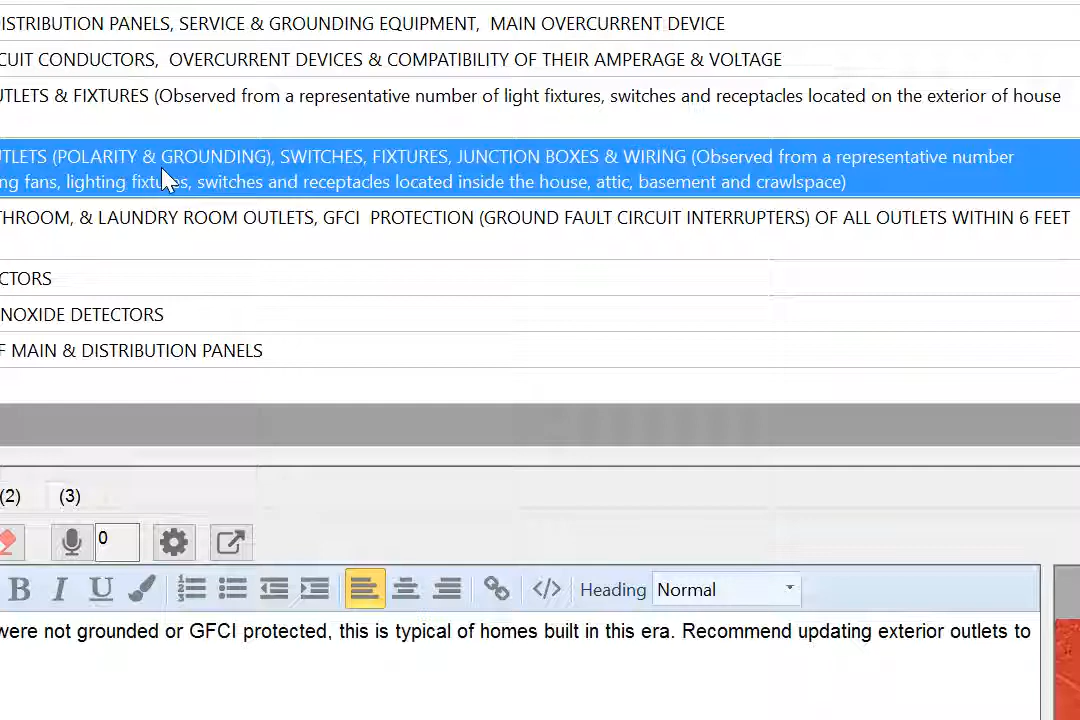 ISTRIBUTION PANELS, SERVICE & GROUNDING EQUIPMENT, MAIN OVERCURRENT DEVICE
CUIT CONDUCTORS, OVERCURRENT DEVICES & COMPATIBILITY OF THEIR AMPERAGE & VOLTAGE
UTLETS & FIXTURES (Observed from a representative number of light fixtures, switches and receptacles located on the exterior of house
UTLETS (POLARITY & GROUNDING), SWITCHES, FIXTURES, JUNCTION BOXES & WIRING (Observed from a representative number
ng fans, lighting fixtures, switches and receptacles located inside the house, attic, basement and crawlspace)
THROOM, & LAUNDRY ROOM OUTLETS, GFCI PROTECTION (GROUND FAULT CIRCUIT INTERRUPTERS) OF ALL OUTLETS WITHIN 6 FEET
CTORS
NOXIDE DETECTORS
F MAIN & DISTRIBUTION PANELS
(2) (3)
0
B I U </> Heading Normal
were not grounded or GFCI protected, this is typical of homes built in this era. Recommend updating exterior outlets to